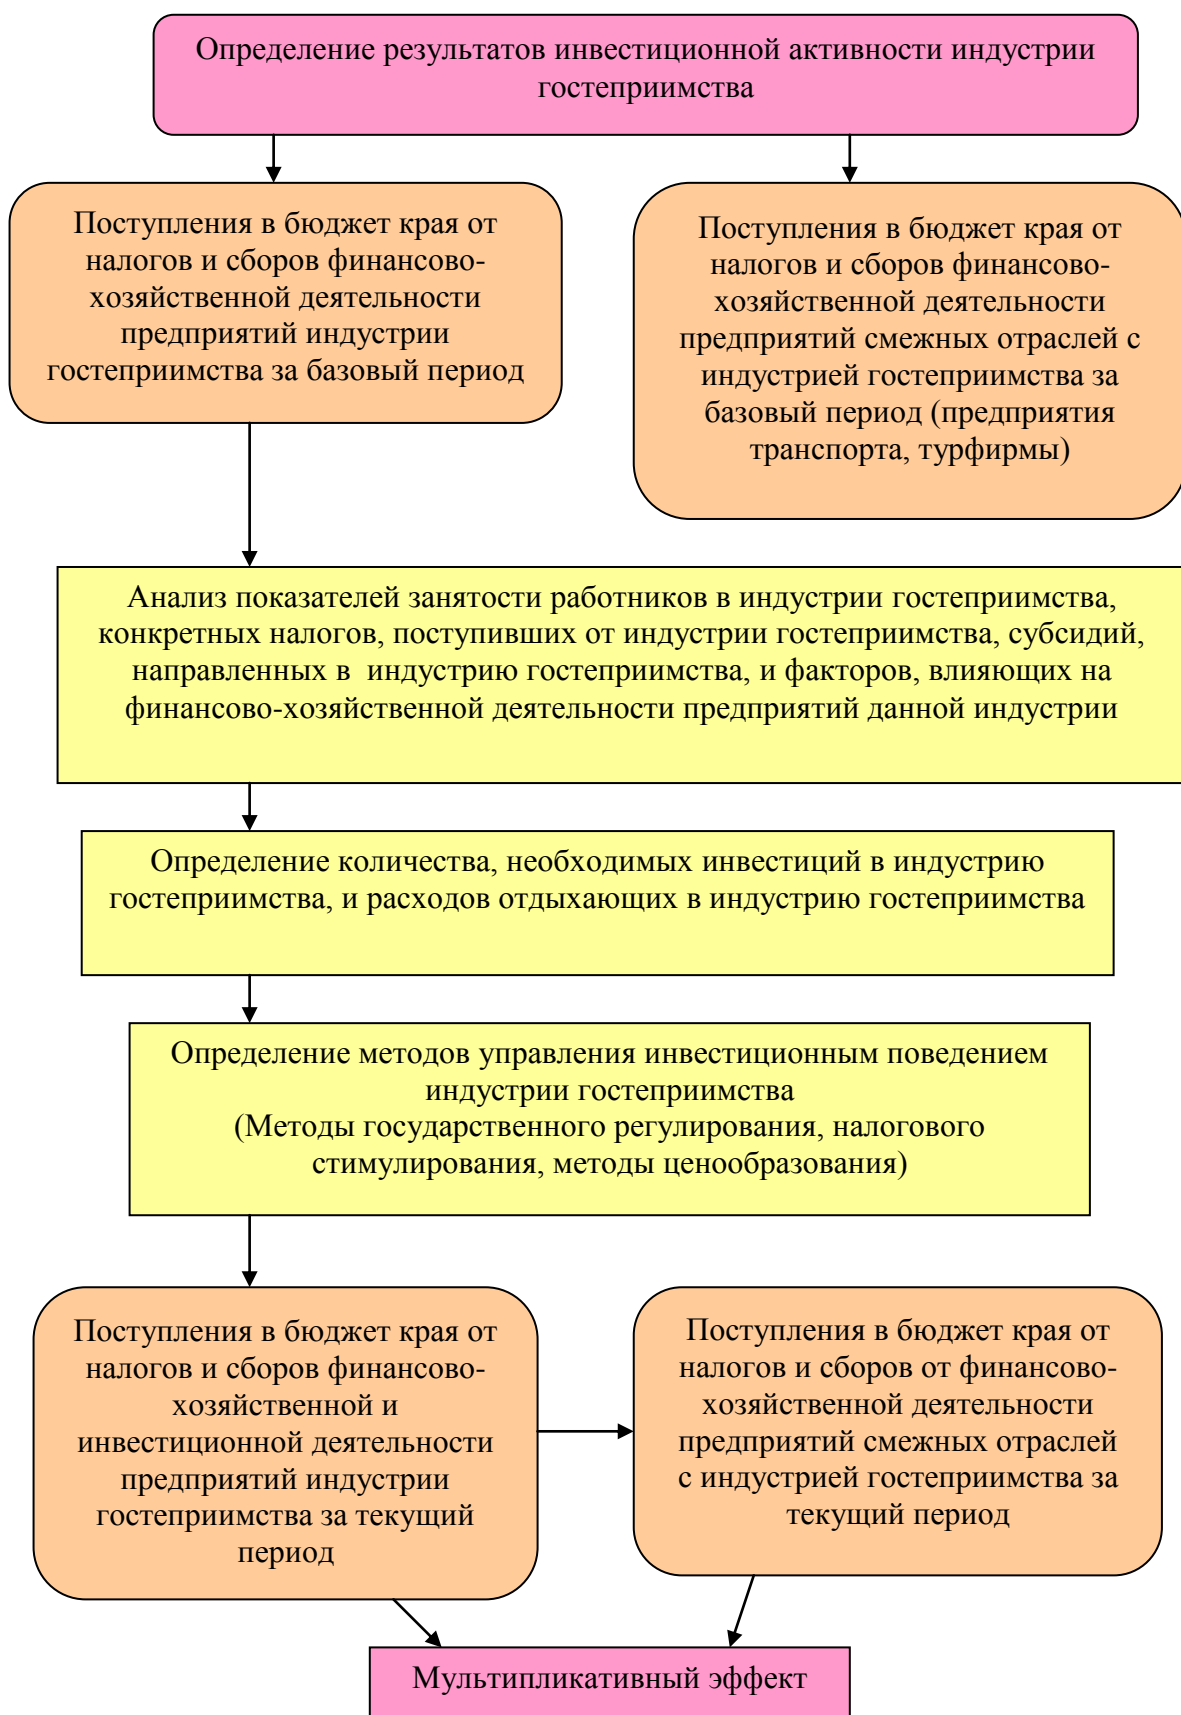 Определение результатов инвестиционной активности индустрии
гостеприимства
Поступления в бюджет края от
налогов и сборов финансово-
хозяйственной деятельности
предприятий индустрии
гостеприимства за базовый период
Поступления в бюджет края от
налогов и сборов финансово-
хозяйственной деятельности
предприятий смежных отраслей с
индустрией гостеприимства за
базовый период (предприятия
транспорта, турфирмы)
Анализ показателей занятости работников в индустрии гостеприимства,
конкретных налогов, поступивших от индустрии гостеприимства, субсидий,
направленных в индустрию гостеприимства, и факторов, влияющих на
финансово-хозяйственной деятельности предприятий данной индустрии
Определение количества, необходимых инвестиций в индустрию
гостеприимства, и расходов отдыхающих в индустрию гостеприимства
Определение методов управления инвестиционным поведением
индустрии гостеприимства
(Методы государственного регулирования, налогового
стимулирования, методы ценообразования)
Поступления в бюджет края от
налогов и сборов финансово-
хозяйственной и
инвестиционной деятельности
предприятий индустрии
гостеприимства за текущий
период
Поступления в бюджет края от
налогов и сборов от финансово-
хозяйственной деятельности
предприятий смежных отраслей
с индустрией гостеприимства за
текущий период
Мультипликативный эффект